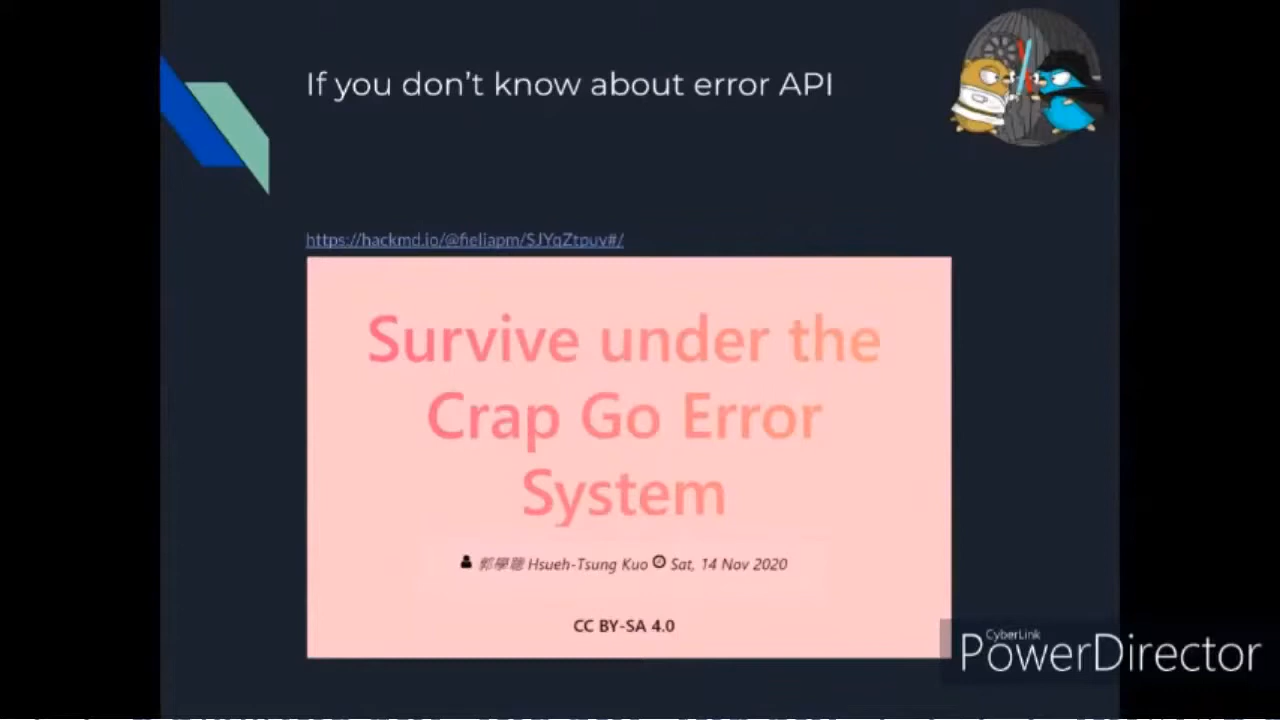 If you don't know about error API
https://hackmd.io/@fieliapm/SJYqZtpuv#/
Survive under the
Crap Go Error
System
郭學聰 Hsueh-Tsung Kuo Sat, 14 Nov 2020
CC BY-SA 4.0
CyberLink
PowerDirector